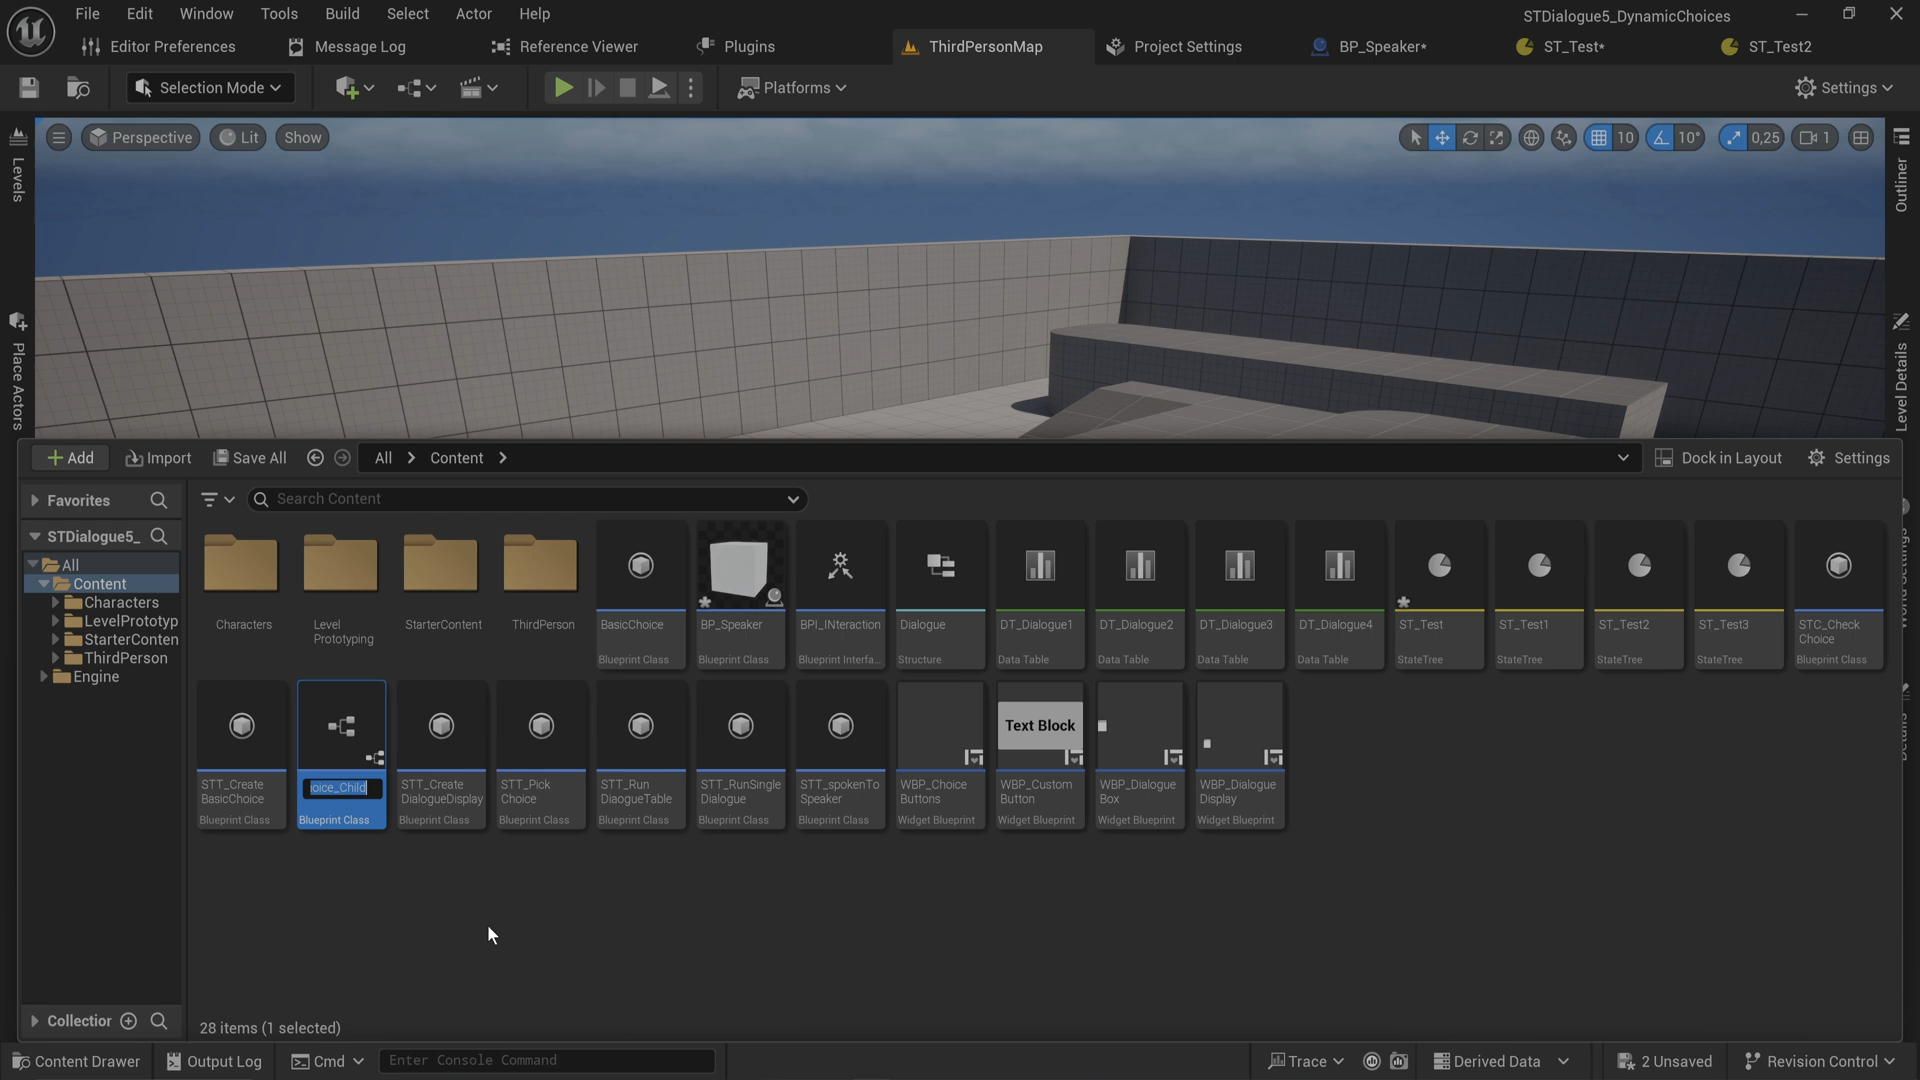 File Edit Window Tools Build Select Actor Help
STDialogue5_DynamicChoices
Editor Preferences Message Log Reference Viewer Plugins ThirdPersonMap Project Settings BP_Speaker* ST_Test* ST_Test2
Selection Mode Platforms Settings
Perspective Lit Show 10 10° 0,25 1
Levels
Outliner
Place Actors
Level Details
Add Import Save All All Content Dock in Layout Settings
Favorites Search Content
STDialogue5_
All
Content
Characters
LevelPrototyp
StarterConten
ThirdPerson
Engine
Characters
Level
Prototyping
StarterContent
ThirdPerson
BasicChoice
Blueprint Class
BP_Speaker
Blueprint Class
BPI_INteraction
Blueprint Interfa...
Dialogue
Structure
DT_Dialogue1
Data Table
DT_Dialogue2
Data Table
DT_Dialogue3
Data Table
DT_Dialogue4
Data Table
ST_Test
StateTree
ST_Test1
StateTree
ST_Test2
StateTree
ST_Test3
StateTree
STC_Check
Choice
Blueprint Class
STT_Create
BasicChoice
Blueprint Class
oice_Child
Blueprint Class
STT_Create
DialogueDisplay
Blueprint Class
STT_Pick
Choice
Blueprint Class
STT_Run
DiaogueTable
Blueprint Class
STT_RunSingle
Dialogue
Blueprint Class
STT_spokenTo
Speaker
Blueprint Class
WBP_Choice
Buttons
Widget Blueprint
Text Block
WBP_Custom
Button
Widget Blueprint
WBP_Dialogue
Box
Widget Blueprint
WBP_Dialogue
Display
Widget Blueprint
Collectior 28 items (1 selected)
Content Drawer Output Log Cmd Enter Console Command Trace Derived Data 2 Unsaved Revision Control